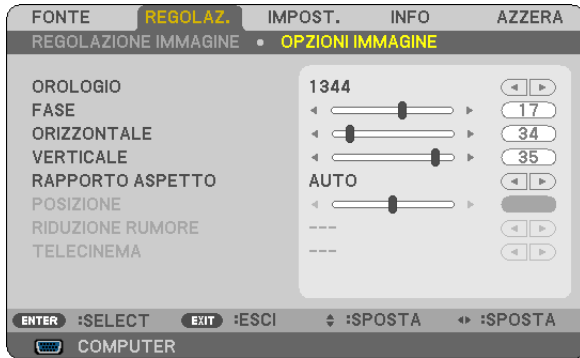 FONTE REGOLAZ. IMPOST. INFO AZZERA
REGOLAZIONE IMMAGINE • OPZIONI IMMAGINE
OROLOGIO 1344
FASE 17
ORIZZONTALE 34
VERTICALE 35
RAPPORTO ASPETTO AUTO
POSIZIONE
RIDUZIONE RUMORE ---
TELECINEMA ---
ENTER :SELECT EXIT :ESCI :SPOSTA :SPOSTA
COMPUTER